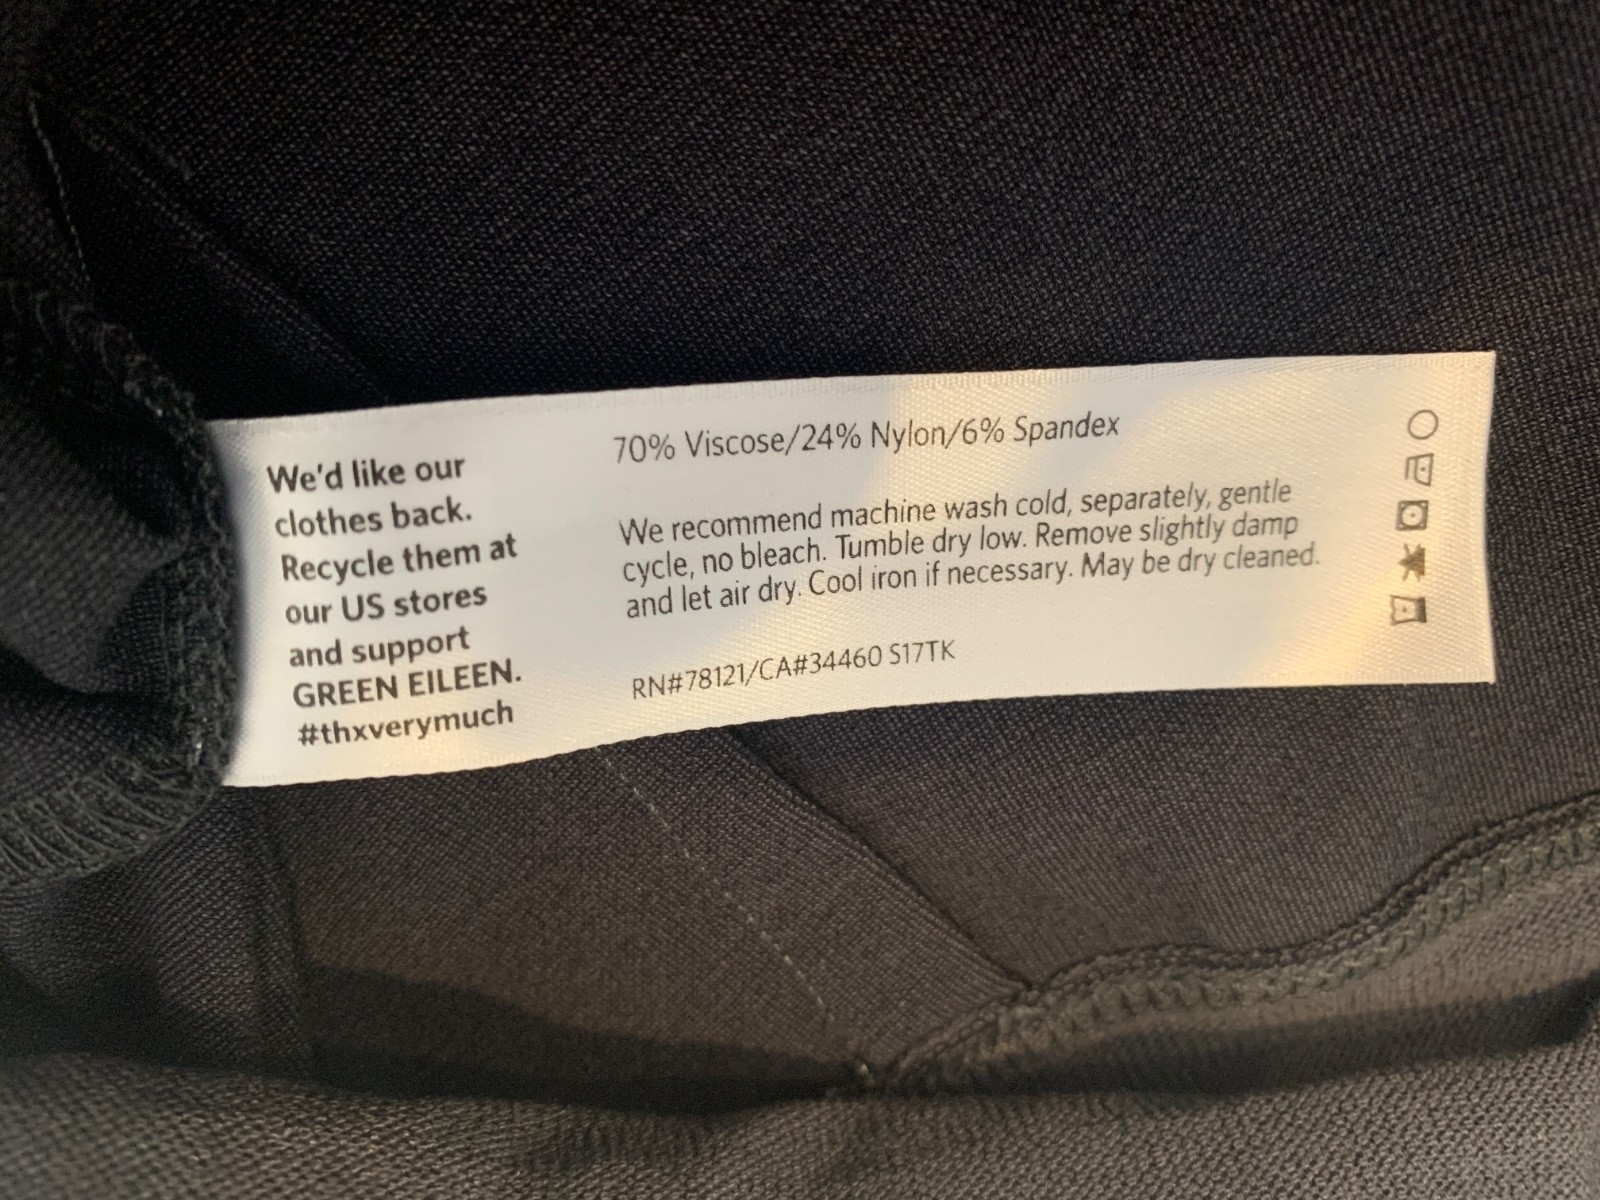 We'd like our
clothes back.
Recycle them at
our US stores
and support
GREEN EILEEN.
#thxverymuch
70% Viscose/24% Nylon/6% Spandex
We recommend machine wash cold, separately, gentle
cycle, no bleach. Tumble dry low. Remove slightly damp
and let air dry. Cool iron if necessary. May be dry cleaned.
RN#78121/CA#34460 S17TK